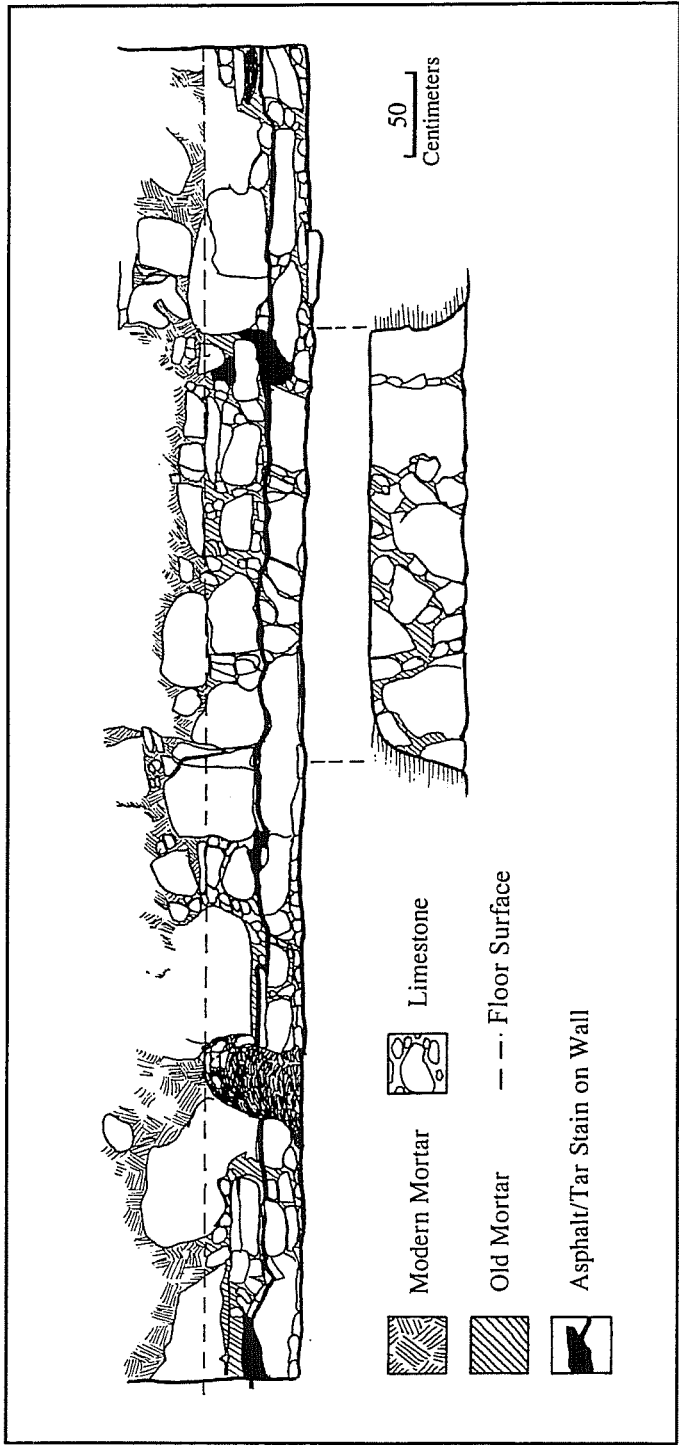 50
Centimeters
Modern Mortar
Limestone
Old Mortar
Floor Surface
Asphalt/Tar Stain on Wall